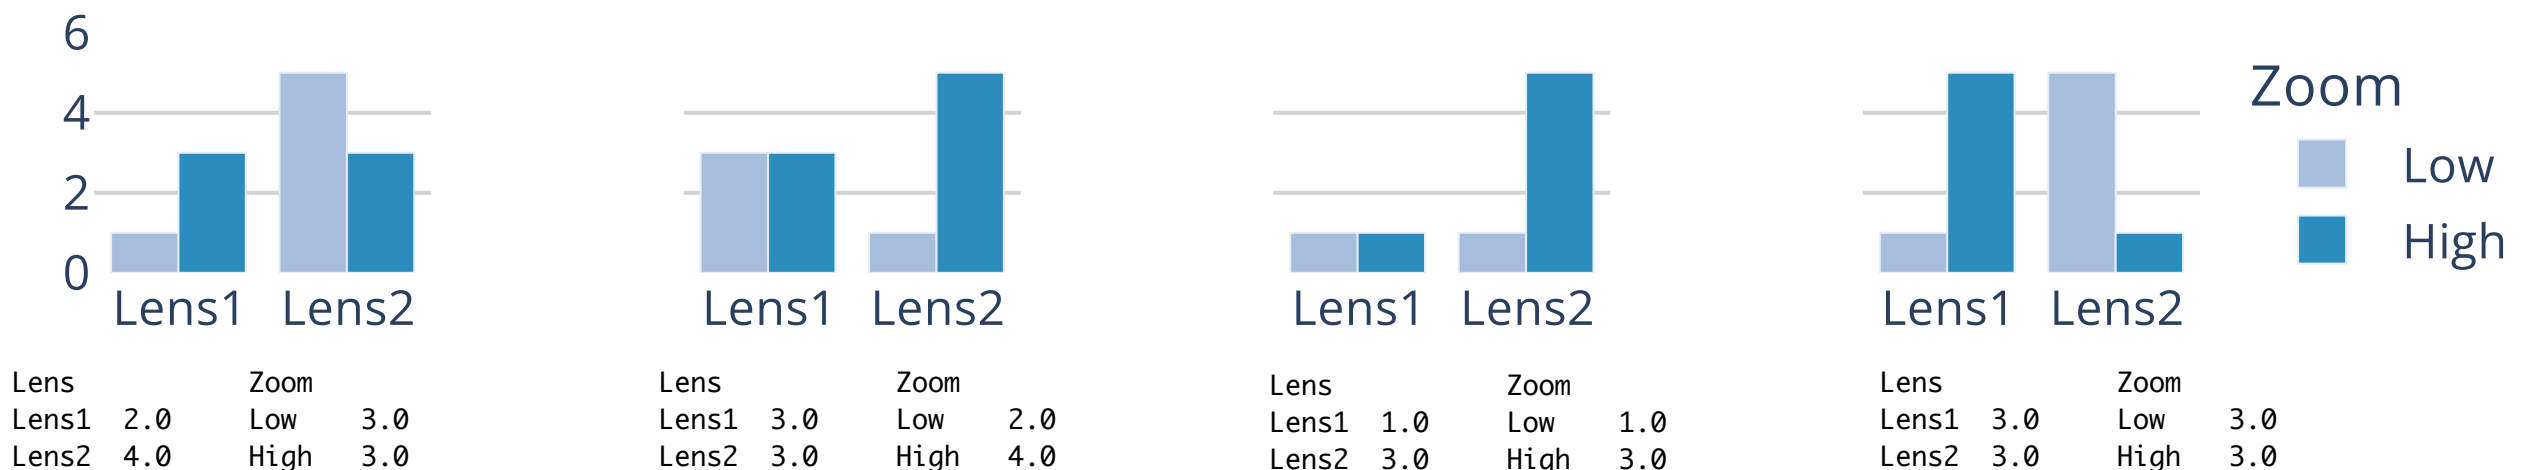 6
4
2
0
Lens1 Lens2
Lens1 Lens2
Lens1 Lens2
Lens1 Lens2
Zoom
Low
High
Lens Zoom
Lens1 2.0 Low 3.0
Lens2 4.0 High 3.0
Lens Zoom
Lens1 3.0 Low 2.0
Lens2 3.0 High 4.0
Lens Zoom
Lens1 1.0 Low 1.0
Lens2 3.0 High 3.0
Lens Zoom
Lens1 3.0 Low 3.0
Lens2 3.0 High 3.0